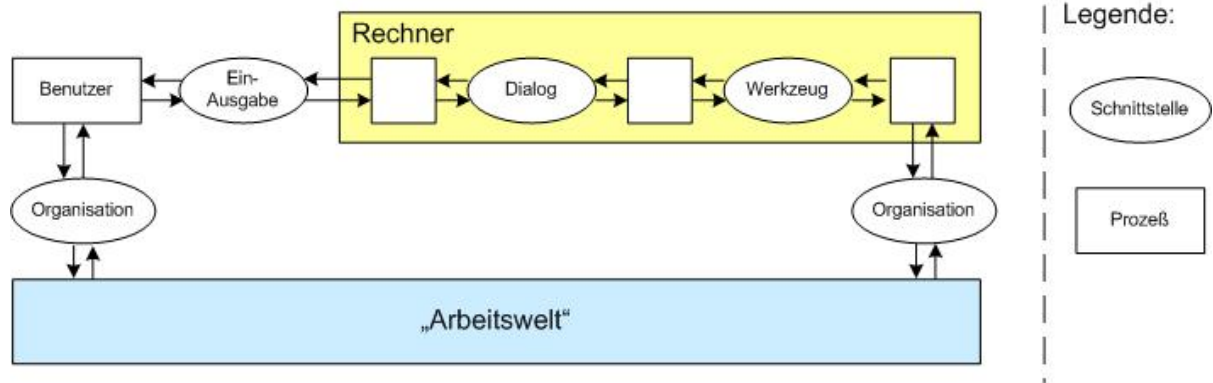 Rechner
Benutzer
Ein-
Ausgabe
Dialog
Werkzeug
Organisation
Organisation
„Arbeitswelt“
Legende:
Schnittstelle
Prozeß